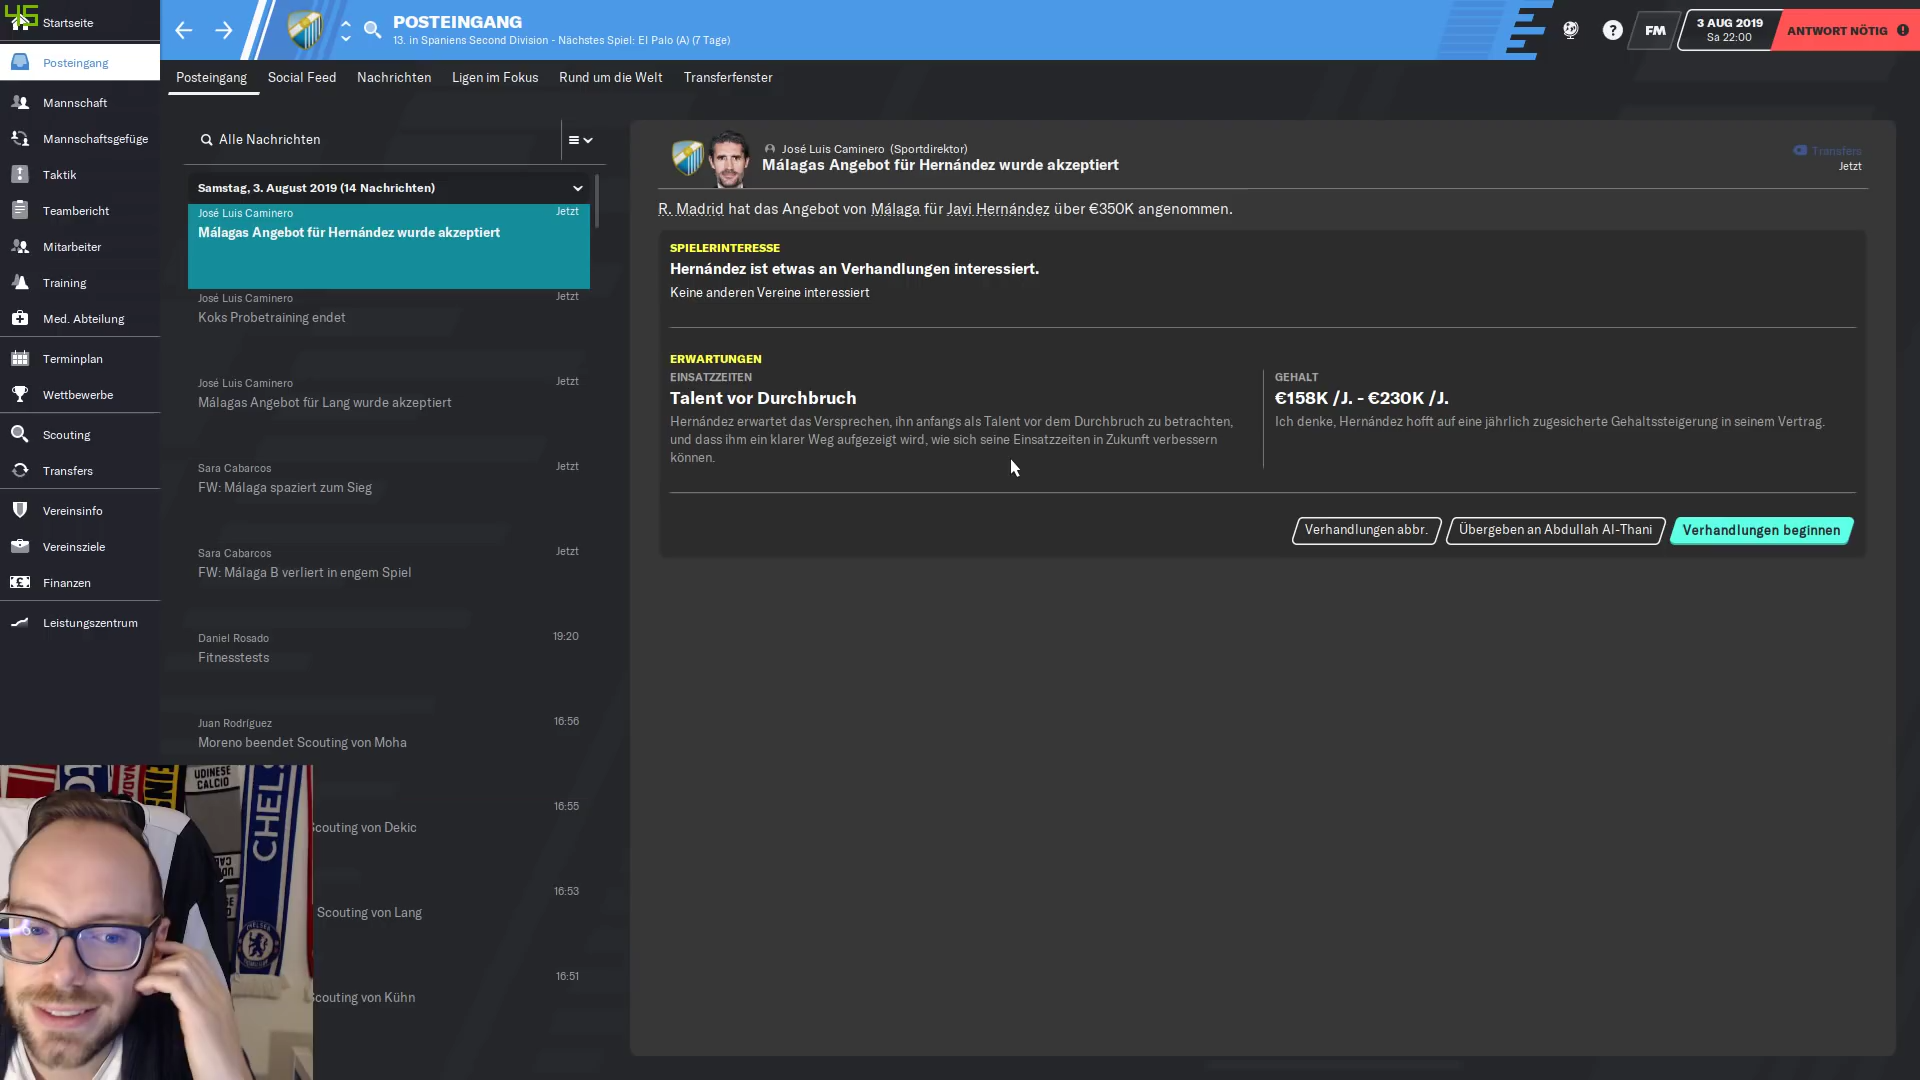 45
Startseite
POSTEINGANG
13. in Spaniens Second Division - Nächstes Spiel: El Palo (A) (7 Tage)
?
FM
3 AUG 2019
Sa 22:00
ANTWORT NÖTIG
Posteingang
Mannschaft
Mannschaftsgefüge
Taktik
Teambericht
Mitarbeiter
Training
Med. Abteilung
Terminplan
Wettbewerbe
Scouting
Transfers
Vereinsinfo
Vereinsziele
Finanzen
Leistungszentrum
Posteingang
Social Feed
Nachrichten
Ligen im Fokus
Rund um die Welt
Transferfenster
Alle Nachrichten
Samstag, 3. August 2019 (14 Nachrichten)
José Luis Caminero
Jetzt
Málagas Angebot für Hernández wurde akzeptiert
José Luis Caminero
Jetzt
Koks Probetraining endet
José Luis Caminero
Jetzt
Málagas Angebot für Lang wurde akzeptiert
Sara Cabarcos
Jetzt
FW: Málaga spaziert zum Sieg
Sara Cabarcos
Jetzt
FW: Málaga B verliert in engem Spiel
Daniel Rosado
19:20
Fitnesstests
Juan Rodríguez
16:56
Moreno beendet Scouting von Moha
16:55
Scouting von Dekic
16:53
Scouting von Lang
16:51
Scouting von Kühn
José Luis Caminero (Sportdirektor)
Málagas Angebot für Hernández wurde akzeptiert
Transfers
Jetzt
R. Madrid hat das Angebot von Málaga für Javi Hernández über €350K angenommen.
SPIELERINTERESSE
Hernández ist etwas an Verhandlungen interessiert.
Keine anderen Vereine interessiert
ERWARTUNGEN
EINSATZZEITEN
Talent vor Durchbruch
Hernández erwartet das Versprechen, ihn anfangs als Talent vor dem Durchbruch zu betrachten,
und dass ihm ein klarer Weg aufgezeigt wird, wie sich seine Einsatzzeiten in Zukunft verbessern
können.
GEHALT
€158K /J. - €230K /J.
Ich denke, Hernández hofft auf eine jährlich zugesicherte Gehaltssteigerung in seinem Vertrag.
Verhandlungen abbr.
Übergeben an Abdullah Al-Thani
Verhandlungen beginnen
UDINESE
CALCIO
CHELS